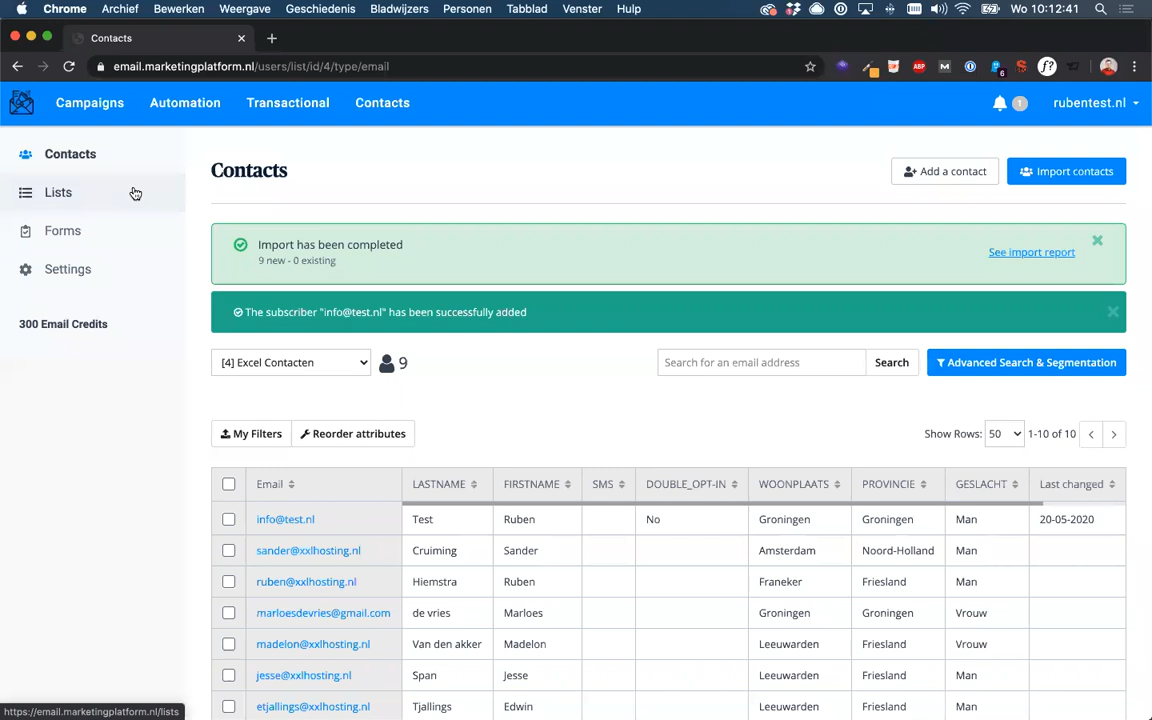 Chrome Archief Bewerken Weergave Geschiedenis Bladwijzers Personen Tabblad Venster Help Wo 10:12:41
Contacts
email.marketingplatform.nl/users/list/id/4/type/email
ABP M 6 f?
Campaigns Automation Transactional Contacts 1 rubentest.nl
Contacts
Lists
Forms
Settings
300 Email Credits
Contacts
Add a contact Import contacts
Import has been completed
9 new - 0 existing
See import report
The subscriber "info@test.nl" has been successfully added
[4] Excel Contacten 9 Search for an email address Search Advanced Search & Segmentation
My Filters Reorder attributes Show Rows: 50 1-10 of 10
Email LASTNAME FIRSTNAME SMS DOUBLE_OPT-IN WOONPLAATS PROVINCIE GESLACHT Last changed
info@test.nl Test Ruben No Groningen Groningen Man 20-05-2020
sander@xxlhosting.nl Cruiming Sander Amsterdam Noord-Holland Man
ruben@xxlhosting.nl Hiemstra Ruben Franeker Friesland Man
marloesdevries@gmail.com de vries Marloes Groningen Groningen Vrouw
madelon@xxlhosting.nl Van den akker Madelon Leeuwarden Friesland Vrouw
jesse@xxlhosting.nl Span Jesse Leeuwarden Friesland Man
etjallings@xxlhosting.nl Tjallings Edwin Leeuwarden Friesland Man
https://email.marketingplatform.nl/lists